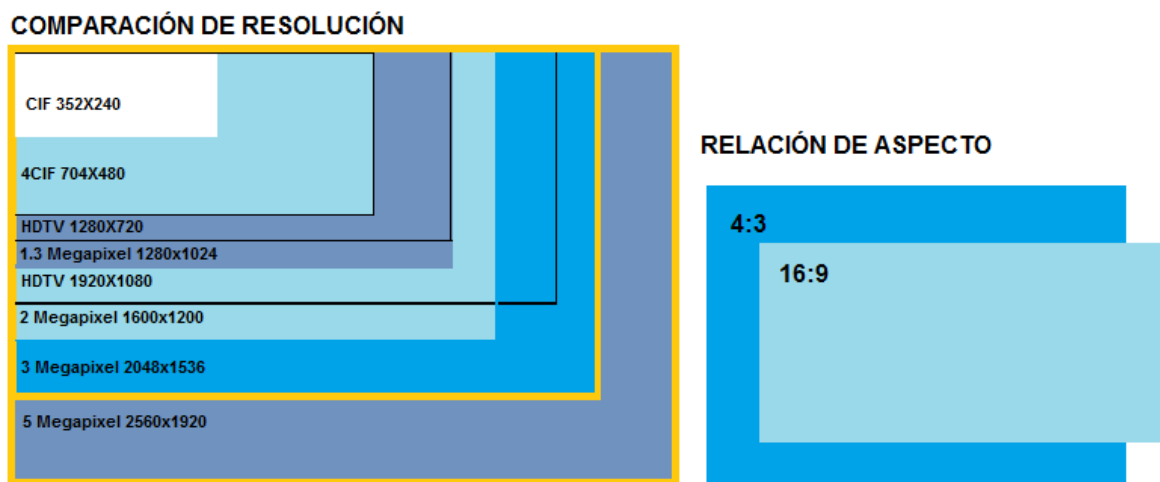 COMPARACIÓN DE RESOLUCIÓN
CIF 352X240
4CIF 704X480
HDTV 1280X720
1.3 Megapixel 1280x1024
HDTV 1920X1080
2 Megapixel 1600x1200
3 Megapixel 2048x1536
5 Megapixel 2560x1920
RELACIÓN DE ASPECTO
4:3
16:9